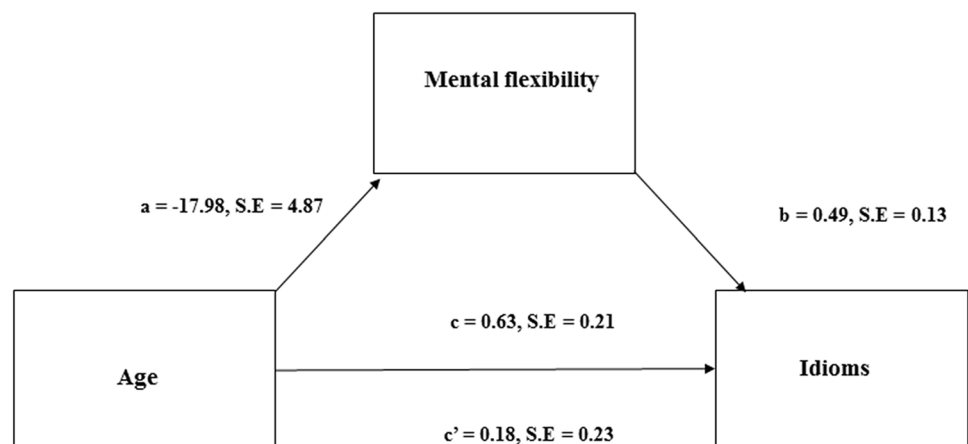 Mental flexibility
a = -17.98, S.E = 4.87
b = 0.49, S.E = 0.13
c = 0.63, S.E = 0.21
Age
Idioms
c’ = 0.18, S.E = 0.23